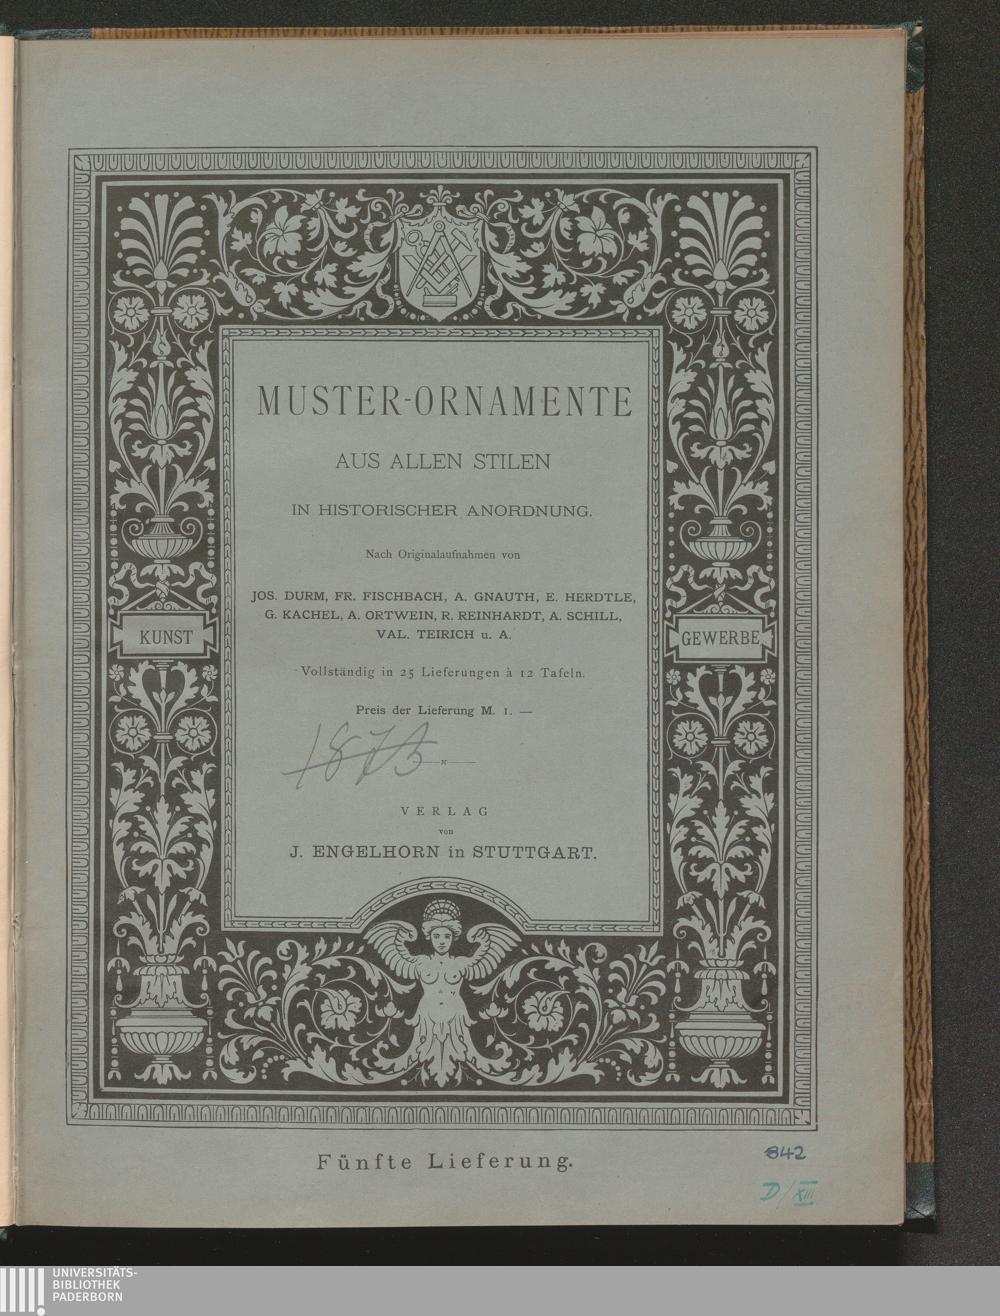 MUSTER-ORNAMENTE
AUS ALLEN STILEN
IN HISTORISCHER ANORDNUNG.
Nach Originalaufnahmen von
JOS. DURM, FR. FISCHBACH, A. GNAUTH, E. HERDTLE,
G. KACHEL, A. ORTWEIN, R. REINHARDT, A. SCHILL,
VAL. TEIRICH u. A.
KUNST
GEWERBE
Vollständig in 25 Lieferungen à 12 Tafeln.
Preis der Lieferung M. 1. —
VERLAG
von
J. ENGELHORN in STUTTGART.
Fünfte Lieferung.
842
D/XIII
UNIVERSITÄTS-
BIBLIOTHEK
PADERBORN